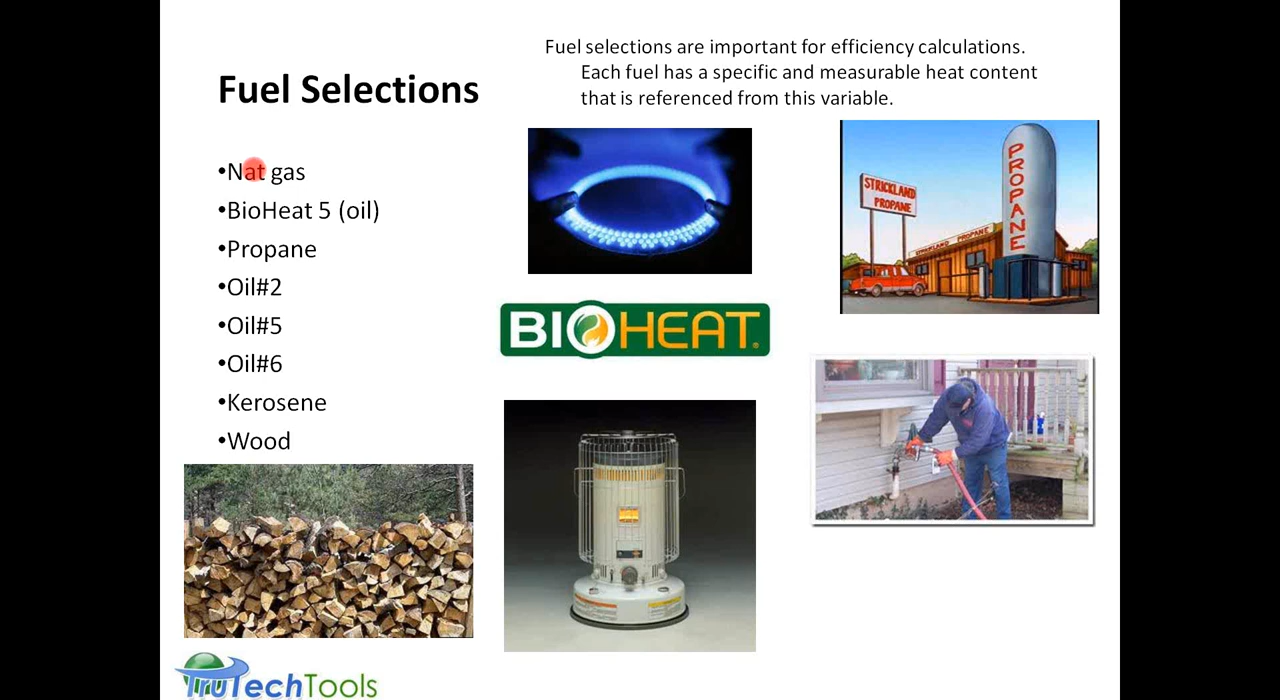 Fuel selections are important for efficiency calculations.
Each fuel has a specific and measurable heat content
that is referenced from this variable.
Fuel Selections
•Nat gas
•BioHeat 5 (oil)
•Propane
•Oil#2
•Oil#5
•Oil#6
•Kerosene
•Wood
STRICKLAND
PROPANE
STRICKLAND PROPANE
PROPANE
BIOHEAT®
TruTechTools